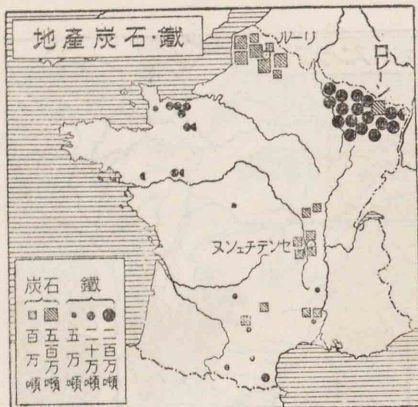 鐵・石炭產地
リール
ロレーン
センテチェンヌ
鐵
二百万噸
二十万噸
五万噸
石炭
五百万噸
百万噸